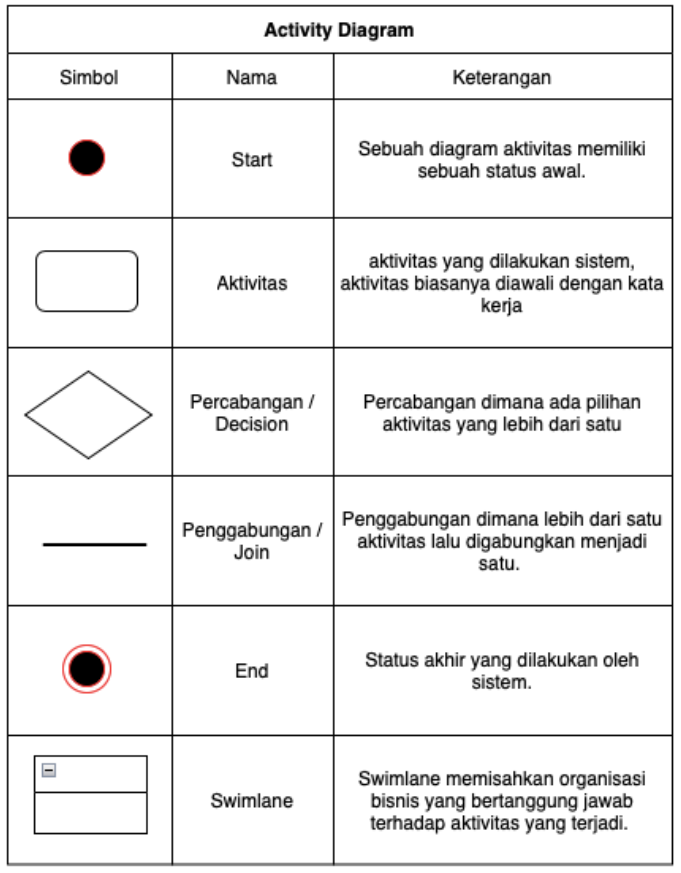 Activity Diagram
Simbol
Nama
Keterangan
Start
Sebuah diagram aktivitas memiliki
sebuah status awal.
Aktivitas
aktivitas yang dilakukan sistem,
aktivitas biasanya diawali dengan kata
kerja
Percabangan /
Decision
Percabangan dimana ada pilihan
aktivitas yang lebih dari satu
Penggabungan /
Join
Penggabungan dimana lebih dari satu
aktivitas lalu digabungkan menjadi
satu.
End
Status akhir yang dilakukan oleh
sistem.
Swimlane
Swimlane memisahkan organisasi
bisnis yang bertanggung jawab
terhadap aktivitas yang terjadi.